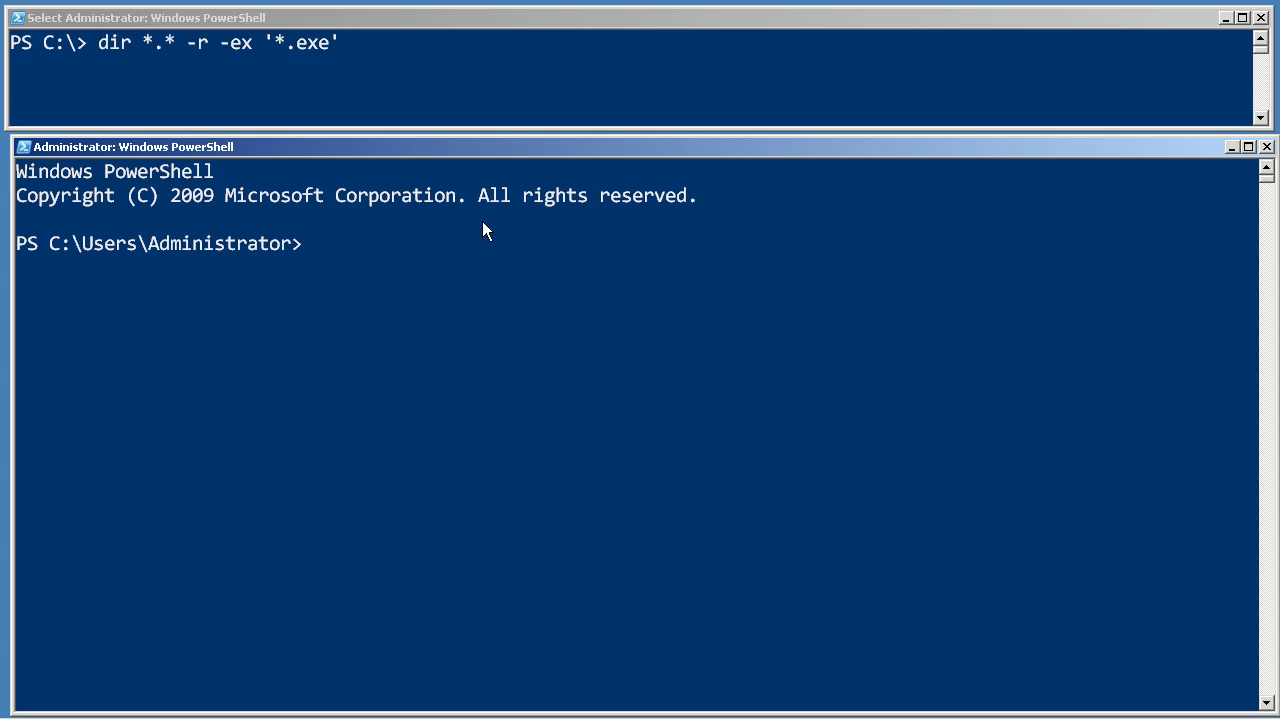 Select Administrator: Windows PowerShell
PS C:\> dir *.* -r -ex '*.exe'
Administrator: Windows PowerShell
Windows PowerShell
Copyright (C) 2009 Microsoft Corporation. All rights reserved.
PS C:\Users\Administrator>